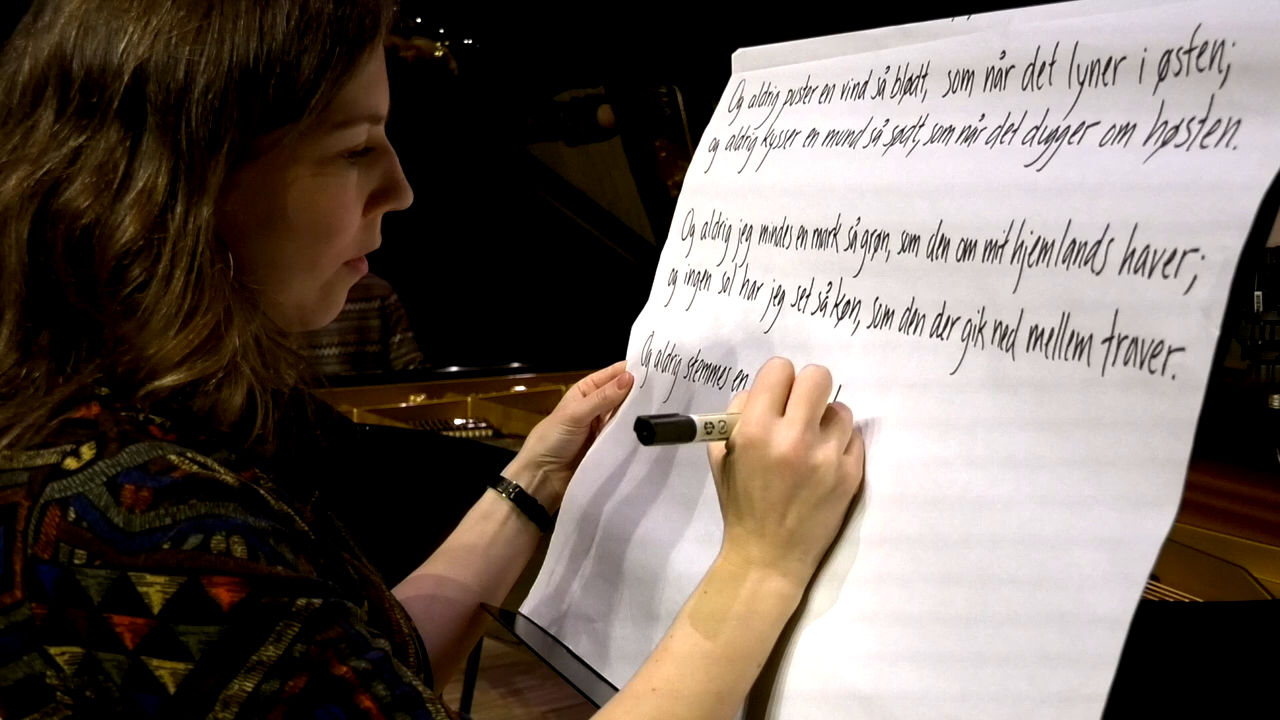 Og aldrig puster en vind så blødt, som når det lyner i østen;
og aldrig kysser en mund så sødt, som når det dugger om høsten.
Og aldrig jeg mindes en mark så grøn, som den om mit hjemlands haver;
og ingen sol har jeg set så køn, som den der gik ned mellem traver.
Og aldrig stemmes en